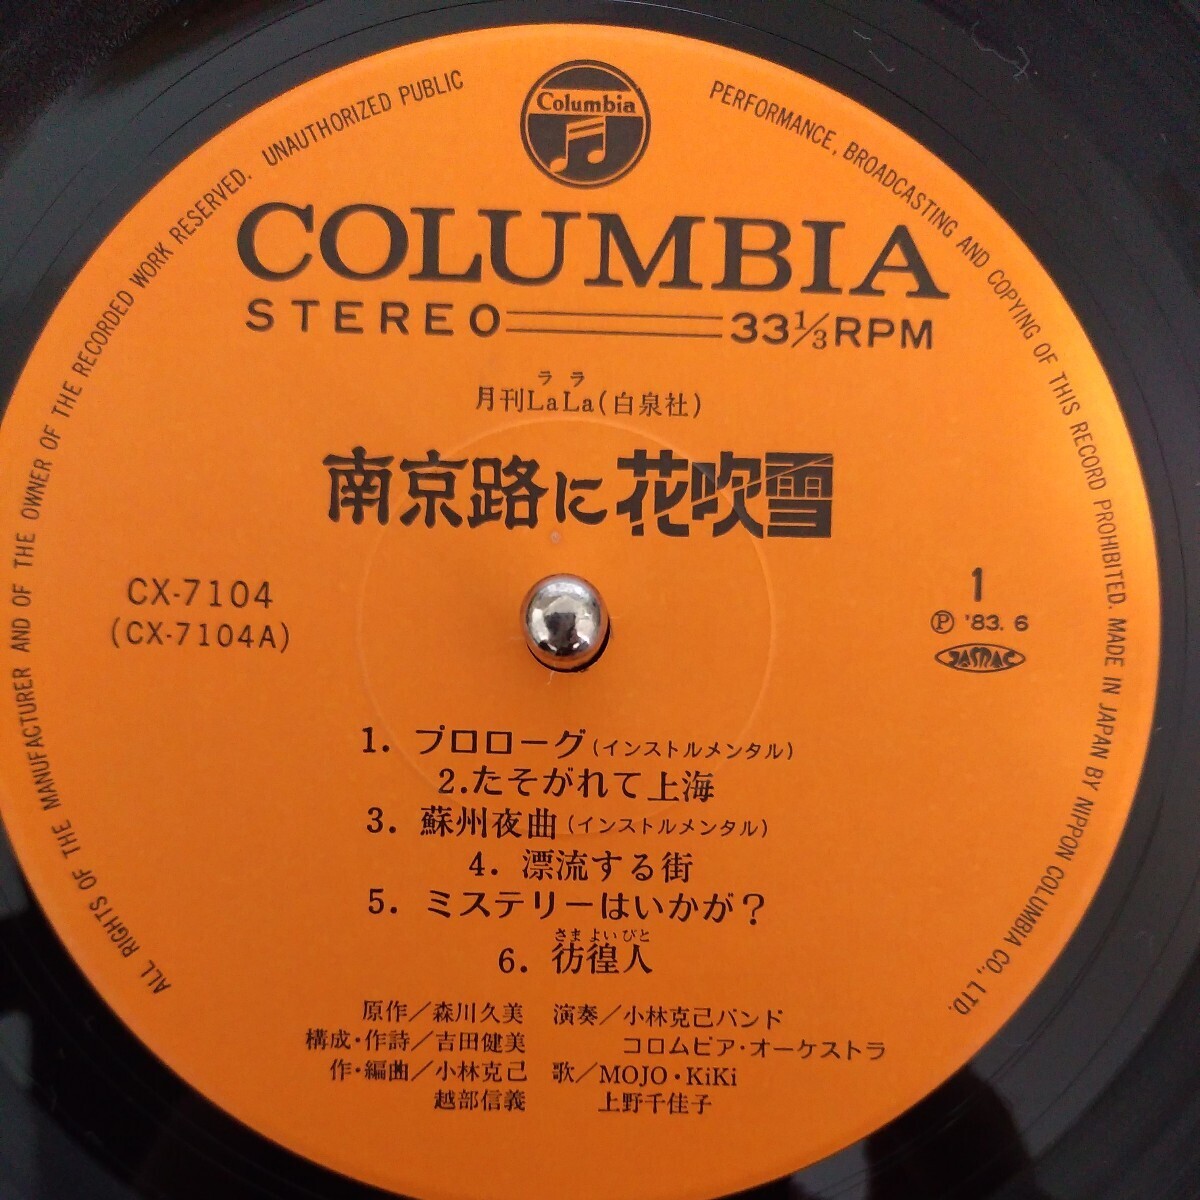 Columbia
COLUMBIA
STEREO 33 1/3 RPM
ララ
月刊LaLa(白泉社)
南京路に花吹雪
CX-7104
(CX-7104A)
1
Ⓟ '83. 6
JASRAC
1. プロローグ(インストルメンタル)
2.たそがれて上海
3. 蘇州夜曲(インストルメンタル)
4. 漂流する街
5. ミステリーはいかが?
さまよいびと
6. 彷徨人
原作/森川久美 演奏/小林克己バンド
構成・作詩/吉田健美 コロムビア・オーケストラ
作・編曲/小林克己 歌/MOJO・KiKi
越部信義 上野千佳子
ALL RIGHTS OF THE MANUFACTURER AND OF THE OWNER OF THE RECORDED WORK RESERVED. UNAUTHORIZED PUBLIC PERFORMANCE, BROADCASTING AND COPYING OF THIS RECORD PROHIBITED. MADE IN JAPAN BY NIPPON COLUMBIA CO., LTD.